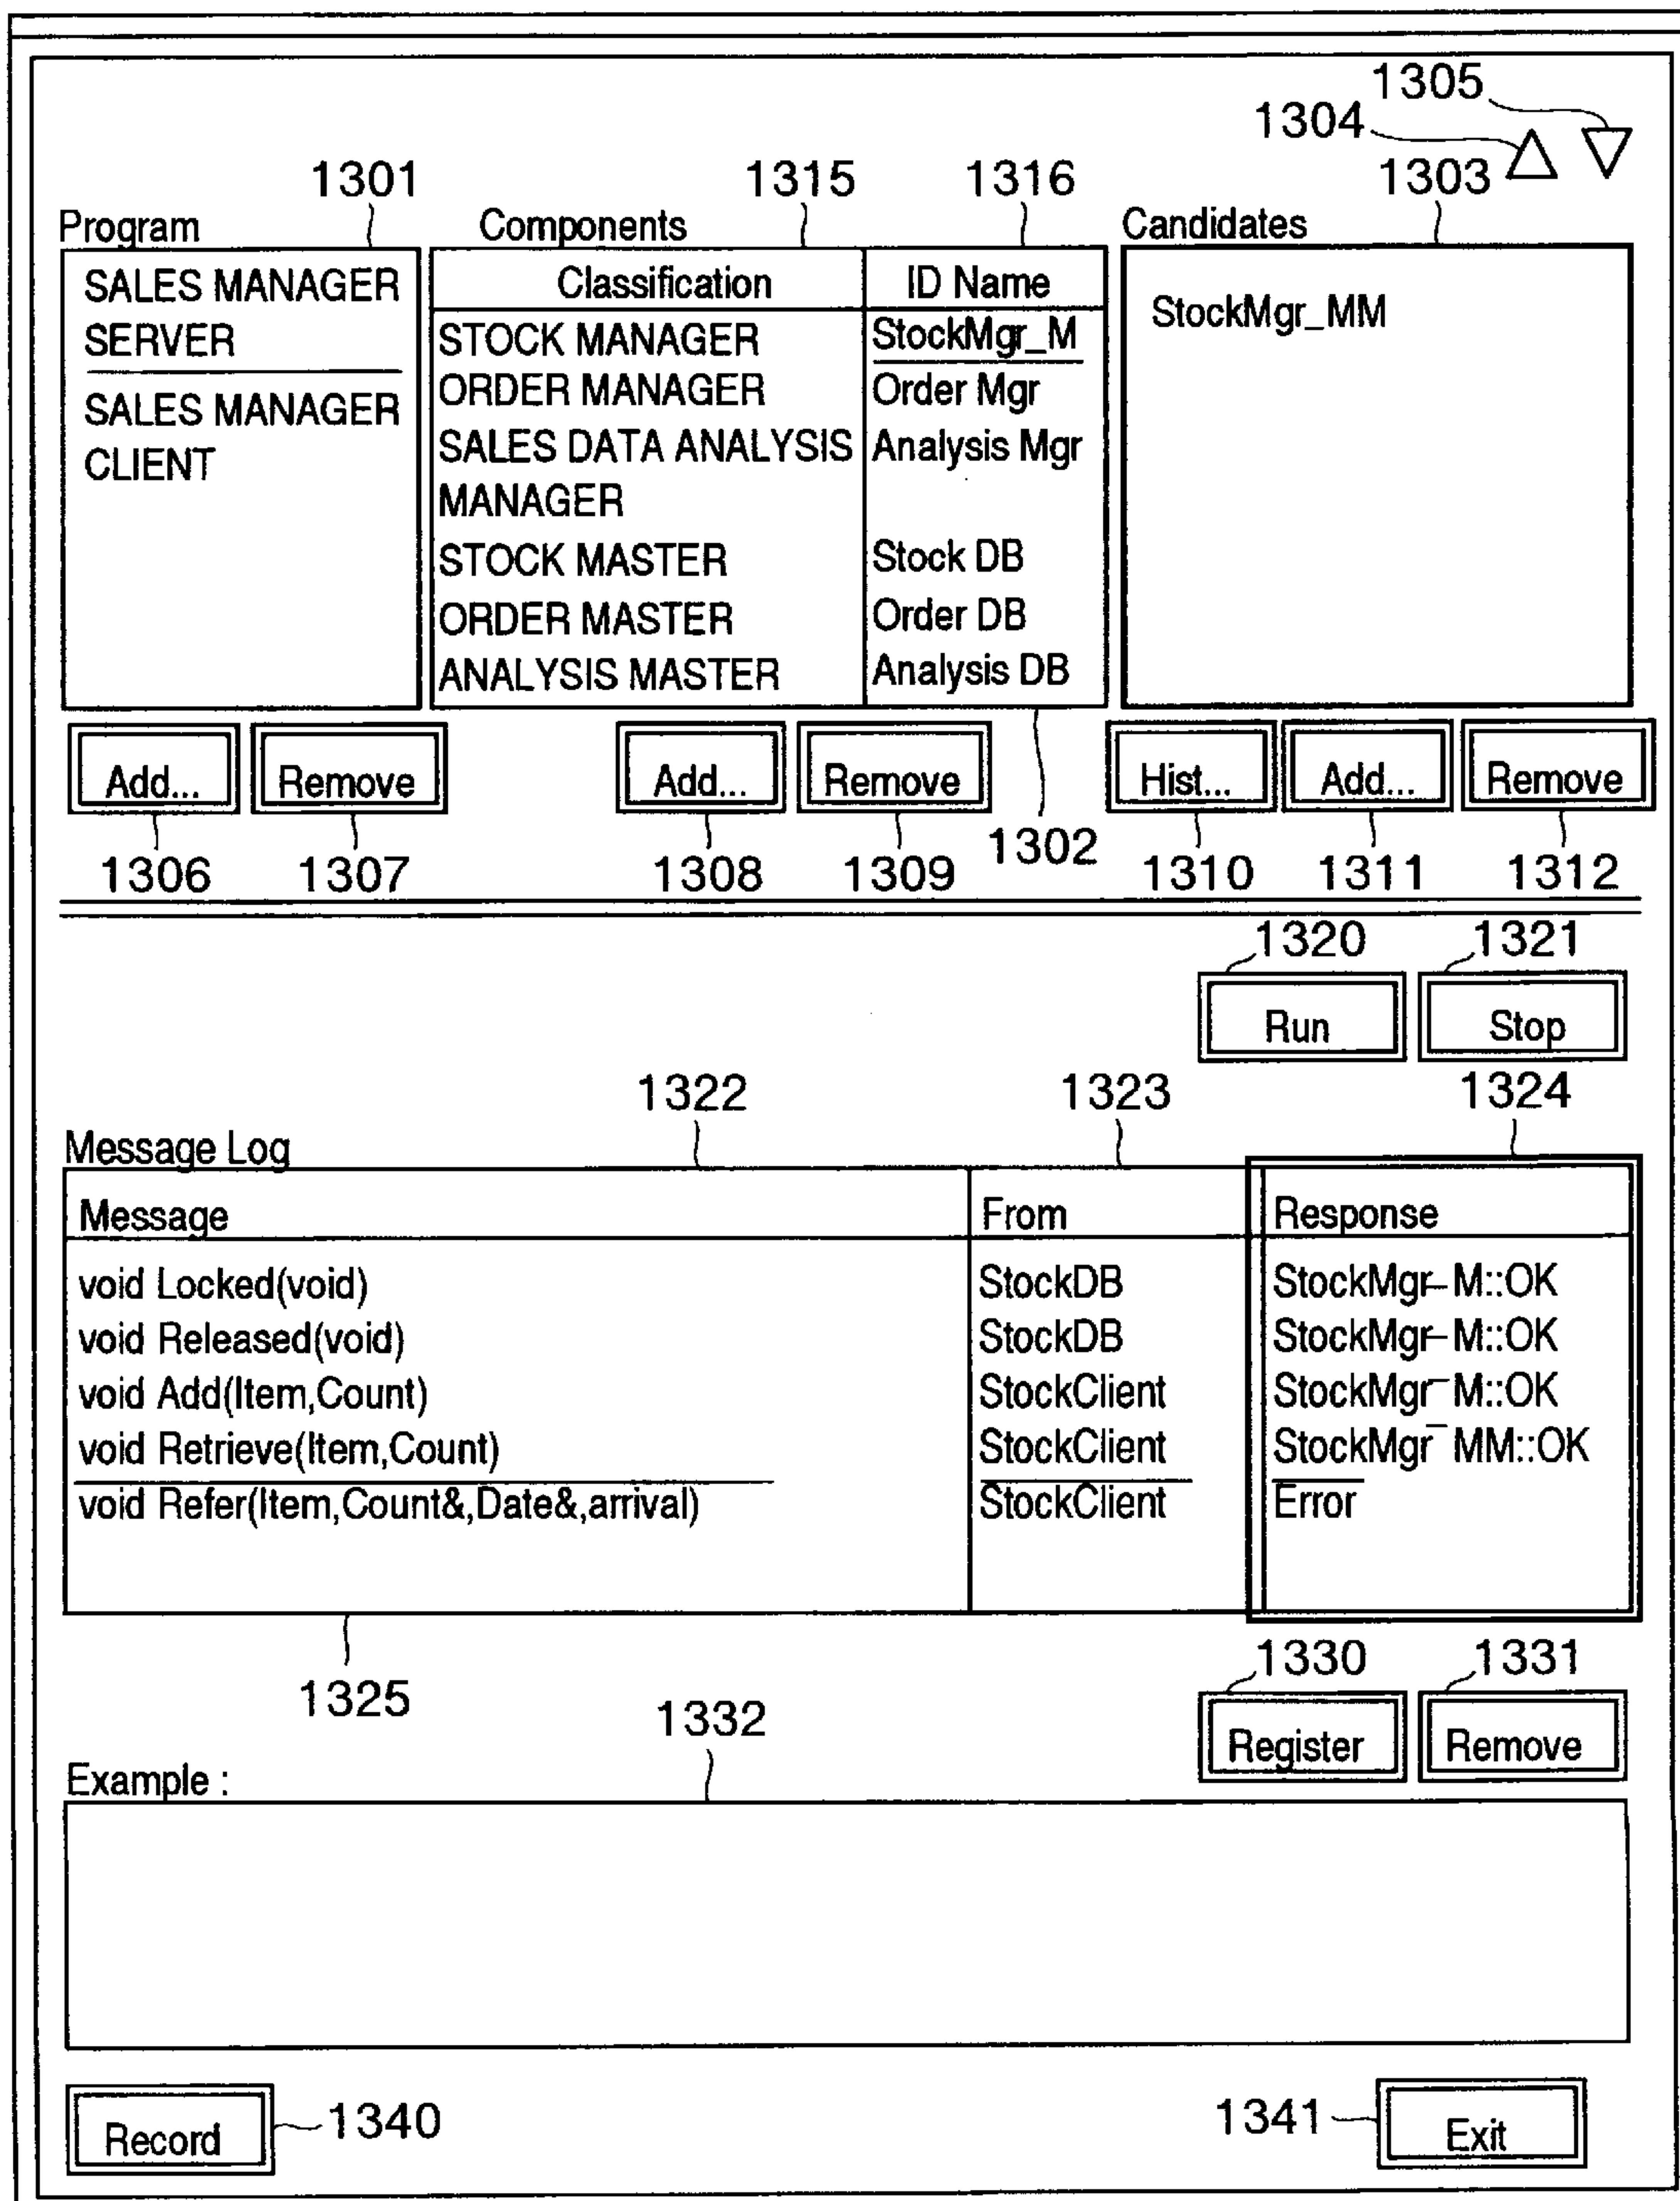 1305
1304
1301 1315 1316 1303
Program Components Candidates
SALES MANAGER Classification ID Name
SERVER STOCK MANAGER StockMgr_M StockMgr_MM
SALES MANAGER ORDER MANAGER Order Mgr
CLIENT SALES DATA ANALYSIS Analysis Mgr
MANAGER
STOCK MASTER Stock DB
ORDER MASTER Order DB
ANALYSIS MASTER Analysis DB
Add... Remove Add... Remove Hist... Add... Remove
1306 1307 1308 1309 1302 1310 1311 1312
1320 1321
Run Stop
1322 1323 1324
Message Log
Message From Response
void Locked(void) StockDB StockMgr_M::OK
void Released(void) StockDB StockMgr_M::OK
void Add(Item,Count) StockClient StockMgr_M::OK
void Retrieve(Item,Count) StockClient StockMgr_MM::OK
void Refer(Item,Count&,Date&,arrival) StockClient Error
1325 1332 1330 1331
Register Remove
Example :
Record 1340 1341 Exit